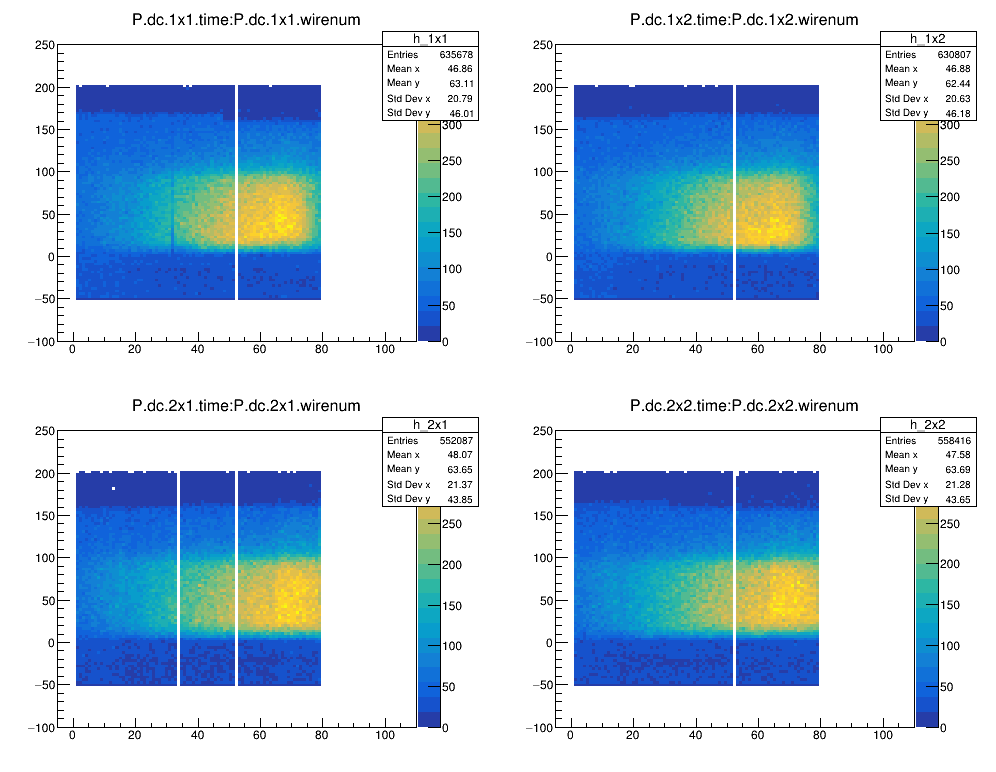 P.dc.1x1.time:P.dc.1x1.wirenum
h_1x1
Entries 635678
Mean x 46.86
Mean y 63.11
Std Dev x 20.79
Std Dev y 46.01
250
200
150
100
50
0
−50
−100
0 20 40 60 80 100
300
250
200
150
100
50
0
P.dc.1x2.time:P.dc.1x2.wirenum
h_1x2
Entries 630807
Mean x 46.88
Mean y 62.44
Std Dev x 20.63
Std Dev y 46.18
250
200
150
100
50
0
−50
−100
0 20 40 60 80 100
300
250
200
150
100
50
0
P.dc.2x1.time:P.dc.2x1.wirenum
h_2x1
Entries 552087
Mean x 48.07
Mean y 63.65
Std Dev x 21.37
Std Dev y 43.85
250
200
150
100
50
0
−50
−100
0 20 40 60 80 100
250
200
150
100
50
0
P.dc.2x2.time:P.dc.2x2.wirenum
h_2x2
Entries 558416
Mean x 47.58
Mean y 63.69
Std Dev x 21.28
Std Dev y 43.65
250
200
150
100
50
0
−50
−100
0 20 40 60 80 100
250
200
150
100
50
0